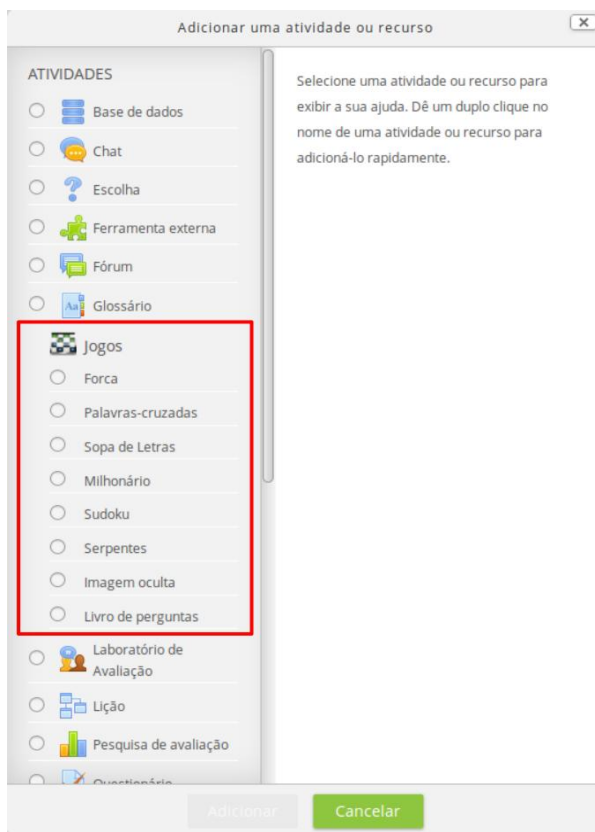 Adicionar uma atividade ou recurso
ATIVIDADES
Base de dados
Chat
Escolha
Ferramenta externa
Fórum
Aa
Glossário
Jogos
Forca
Palavras-cruzadas
Sopa de Letras
Milhonário
Sudoku
Serpentes
Imagem oculta
Livro de perguntas
Laboratório de
Avaliação
Lição
Pesquisa de avaliação
Questionário
Selecione uma atividade ou recurso para
exibir a sua ajuda. Dê um duplo clique no
nome de uma atividade ou recurso para
adicioná-lo rapidamente.
Adicionar
Cancelar